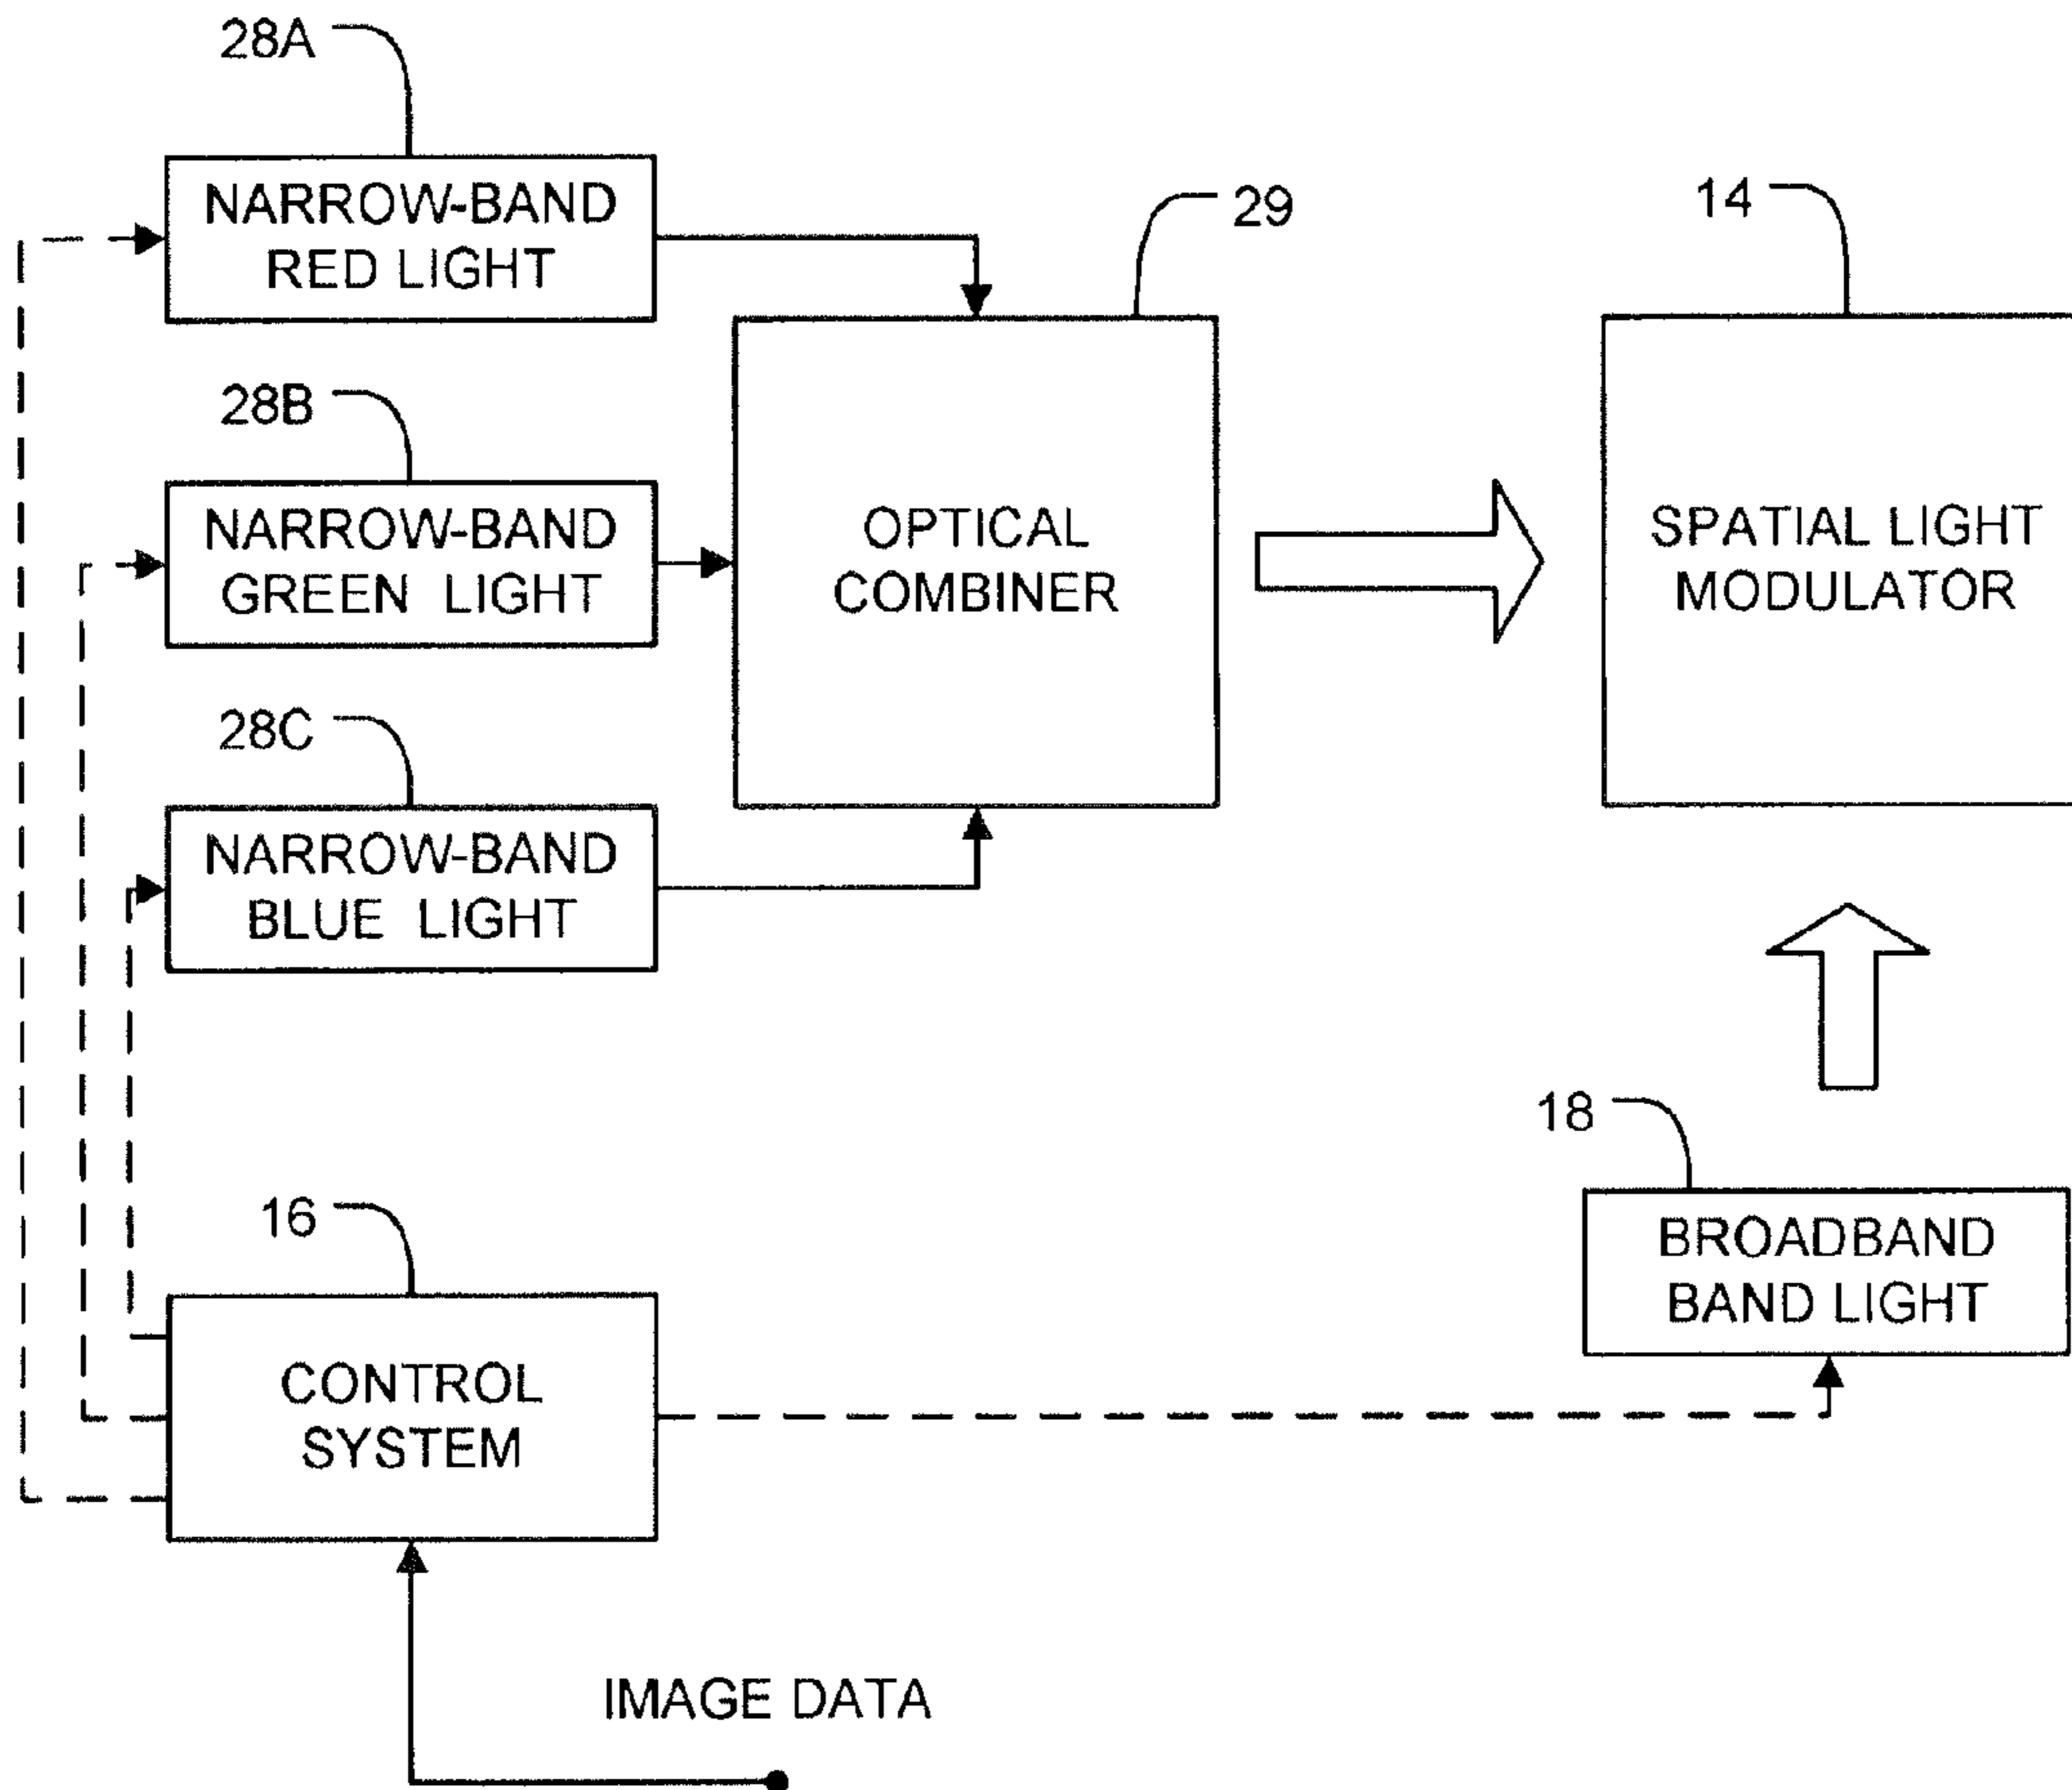 28A
NARROW-BAND
RED LIGHT
29
14
28B
NARROW-BAND
GREEN LIGHT
OPTICAL
COMBINER
SPATIAL LIGHT
MODULATOR
28C
NARROW-BAND
BLUE LIGHT
18
BROADBAND
BAND LIGHT
16
CONTROL
SYSTEM
IMAGE DATA